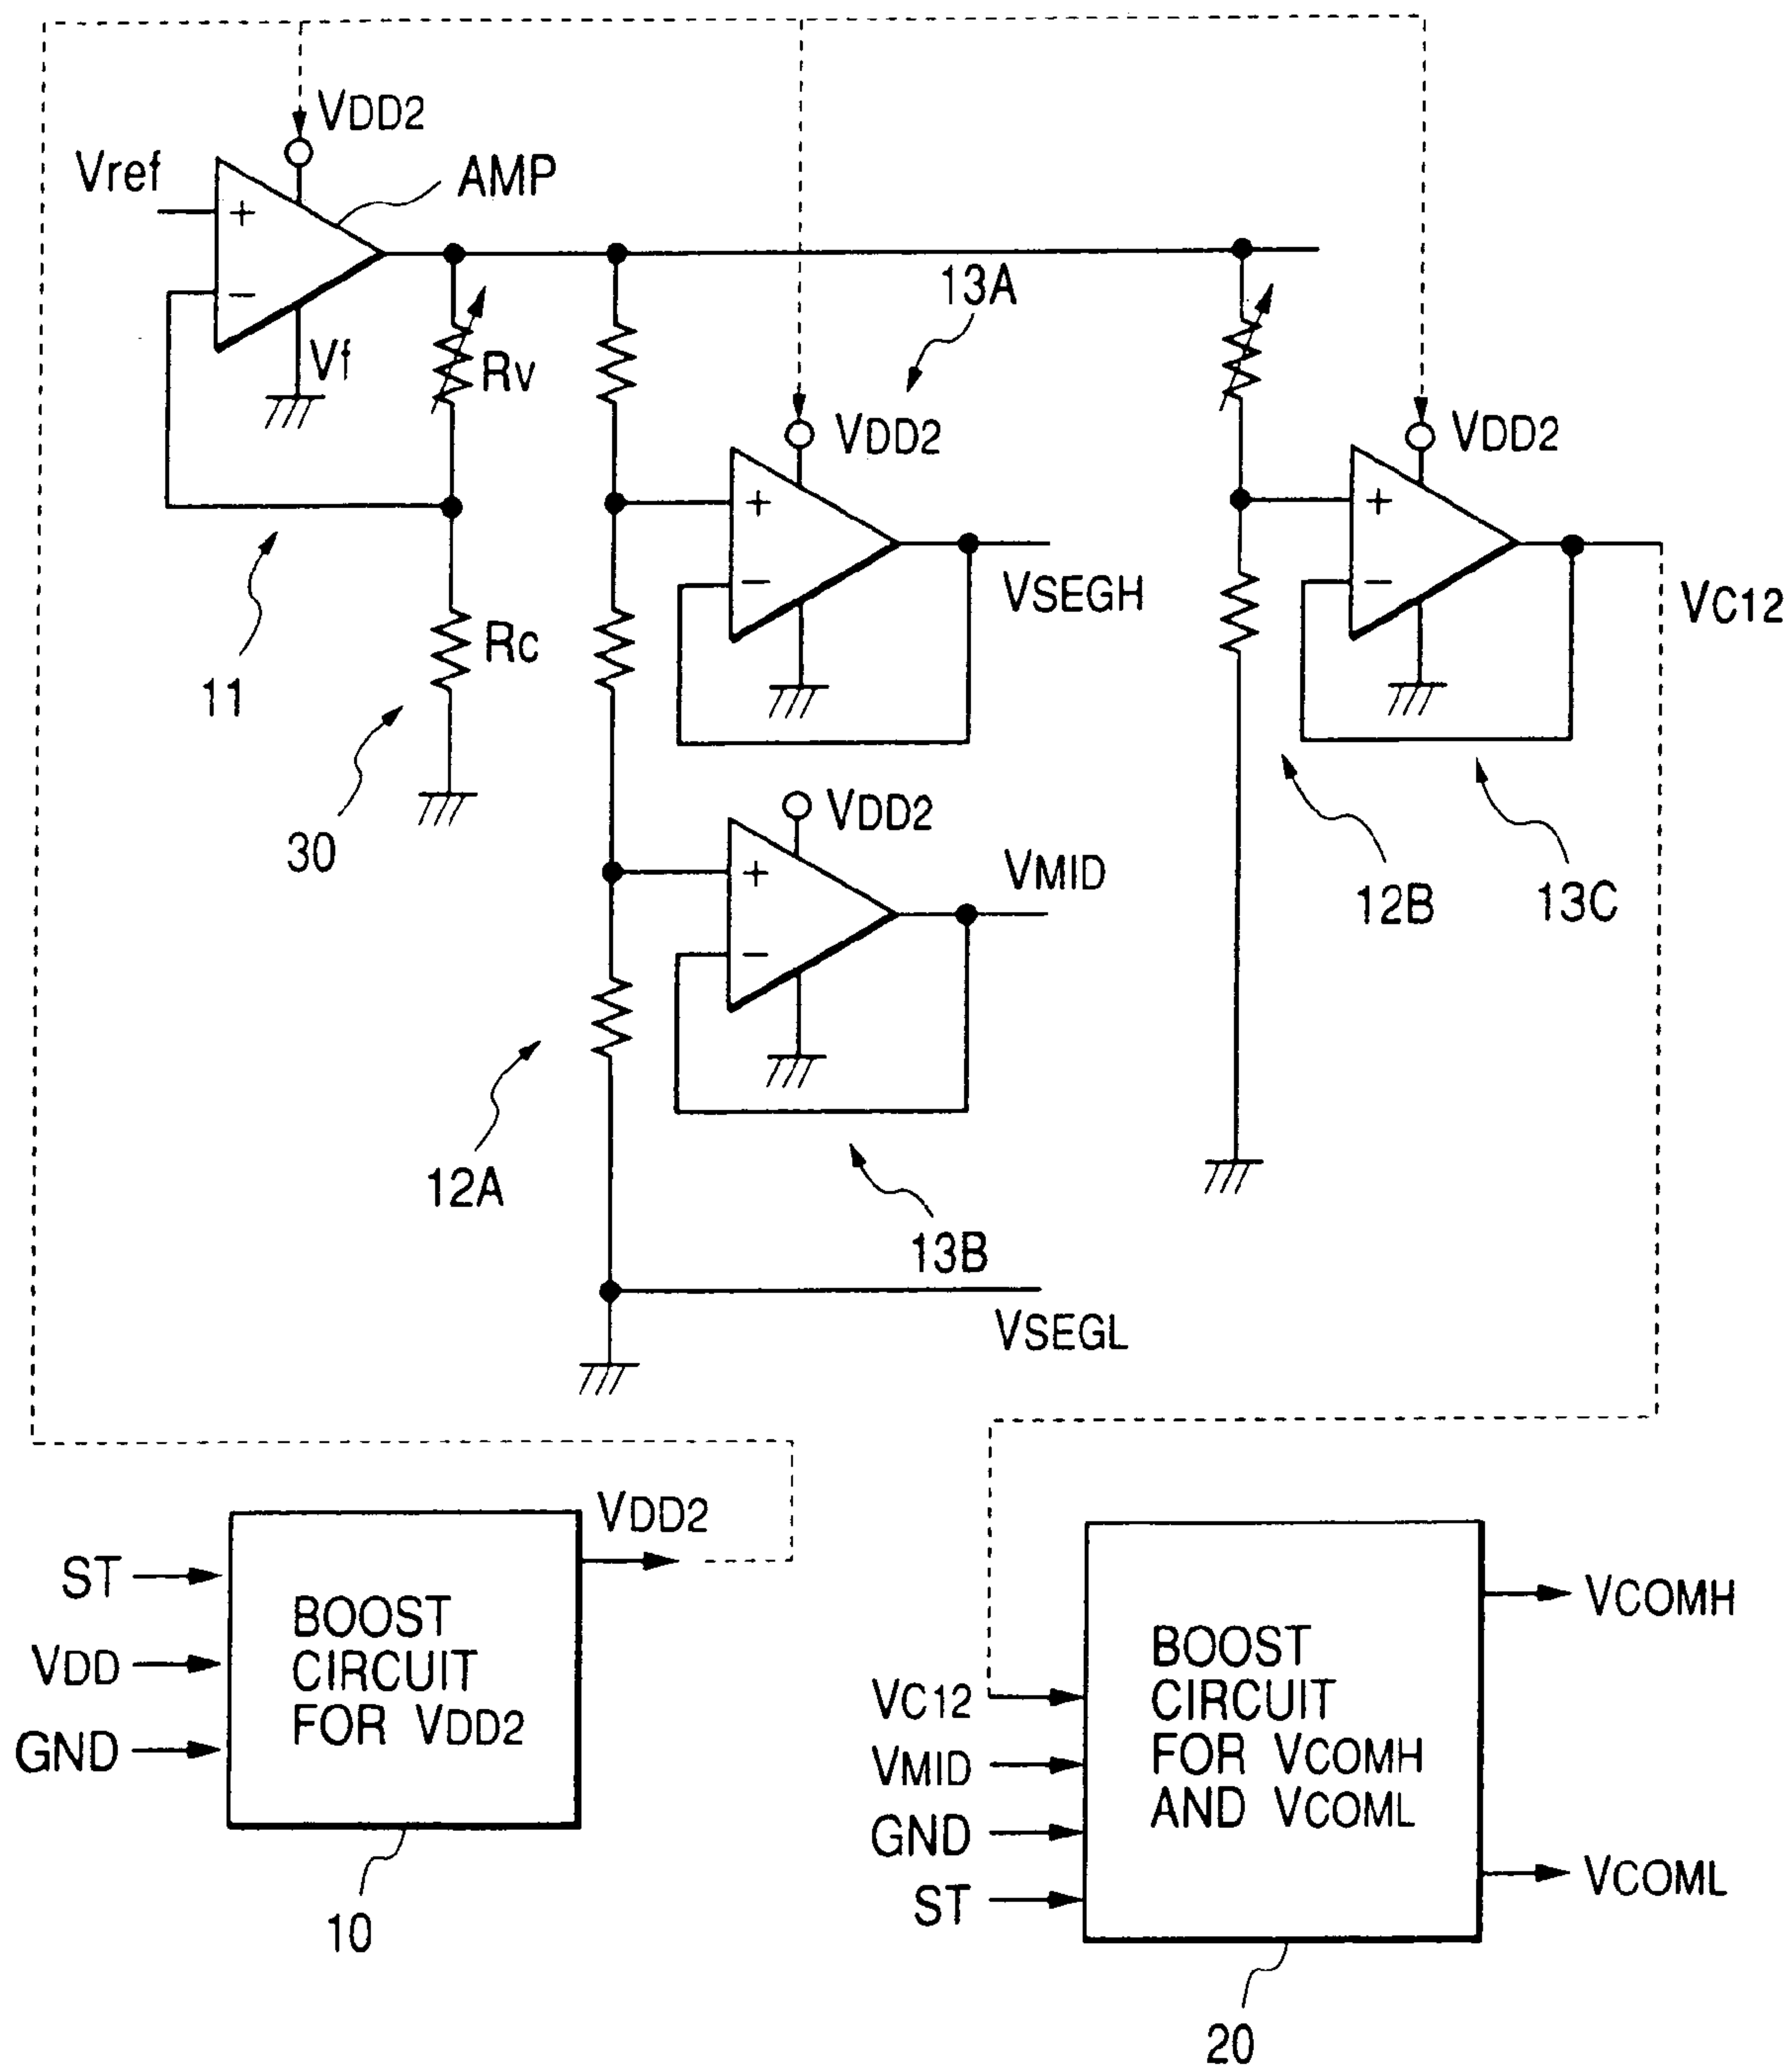 VDD2
Vref
AMP
+
−
Vf
Rv
13A
11
Rc
30
VDD2
+
−
VSEGH
VDD2
+
−
VC12
VDD2
+
−
VMID
12B
13C
12A
13B
VSEGL
VDD2
ST
VDD
GND
BOOST
CIRCUIT
FOR VDD2
10
VC12
VMID
GND
ST
BOOST
CIRCUIT
FOR VCOMH
AND VCOML
VCOMH
VCOML
20